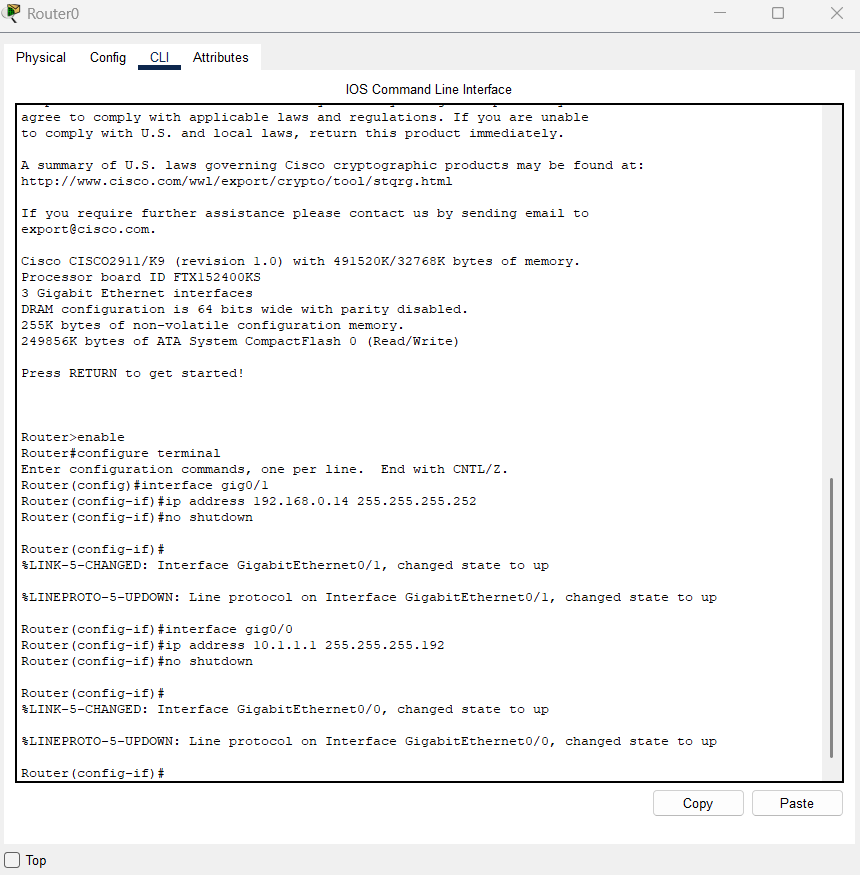 Router0
Physical Config CLI Attributes
IOS Command Line Interface
agree to comply with applicable laws and regulations. If you are unable
to comply with U.S. and local laws, return this product immediately.
A summary of U.S. laws governing Cisco cryptographic products may be found at:
http://www.cisco.com/wwl/export/crypto/tool/stqrg.html
If you require further assistance please contact us by sending email to
export@cisco.com.
Cisco CISCO2911/K9 (revision 1.0) with 491520K/32768K bytes of memory.
Processor board ID FTX152400KS
3 Gigabit Ethernet interfaces
DRAM configuration is 64 bits wide with parity disabled.
255K bytes of non-volatile configuration memory.
249856K bytes of ATA System CompactFlash 0 (Read/Write)
Press RETURN to get started!
Router>enable
Router#configure terminal
Enter configuration commands, one per line.  End with CNTL/Z.
Router(config)#interface gig0/1
Router(config-if)#ip address 192.168.0.14 255.255.255.252
Router(config-if)#no shutdown
Router(config-if)#
%LINK-5-CHANGED: Interface GigabitEthernet0/1, changed state to up
%LINEPROTO-5-UPDOWN: Line protocol on Interface GigabitEthernet0/1, changed state to up
Router(config-if)#interface gig0/0
Router(config-if)#ip address 10.1.1.1 255.255.255.192
Router(config-if)#no shutdown
Router(config-if)#
%LINK-5-CHANGED: Interface GigabitEthernet0/0, changed state to up
%LINEPROTO-5-UPDOWN: Line protocol on Interface GigabitEthernet0/0, changed state to up
Router(config-if)#
Copy Paste
Top